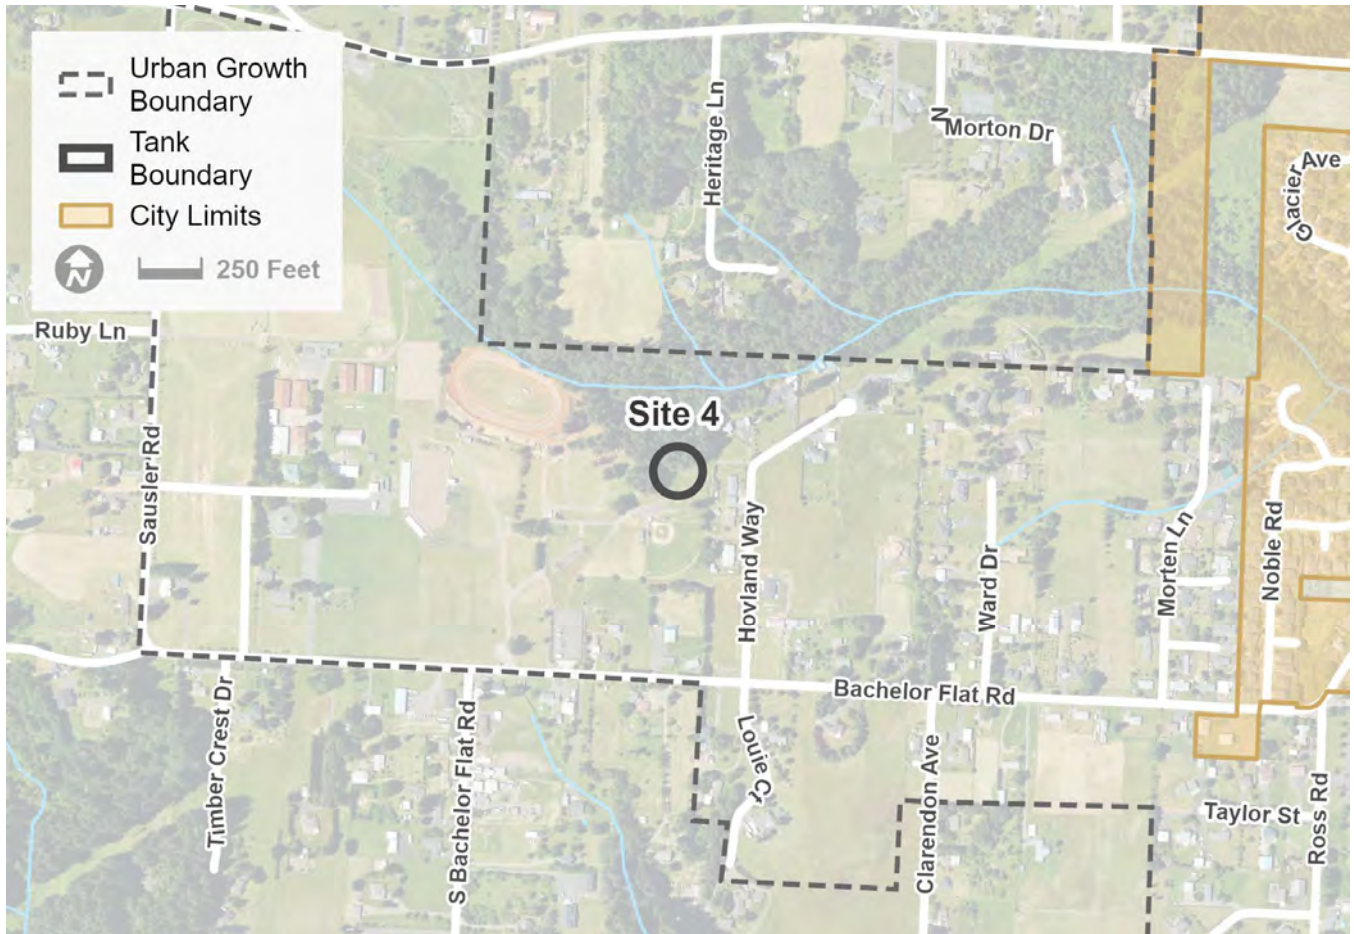 Urban Growth
Boundary
Tank
Boundary
City Limits
N
250 Feet
Heritage Ln
N
Morton Dr
Glacier Ave
Ruby Ln
Sausler Rd
Site 4
Hovland Way
Ward Dr
Morten Ln
Noble Rd
Bachelor Flat Rd
Timber Crest Dr
S Bachelor Flat Rd
Louie Ct
Clarendon Ave
Taylor St
Ross Rd